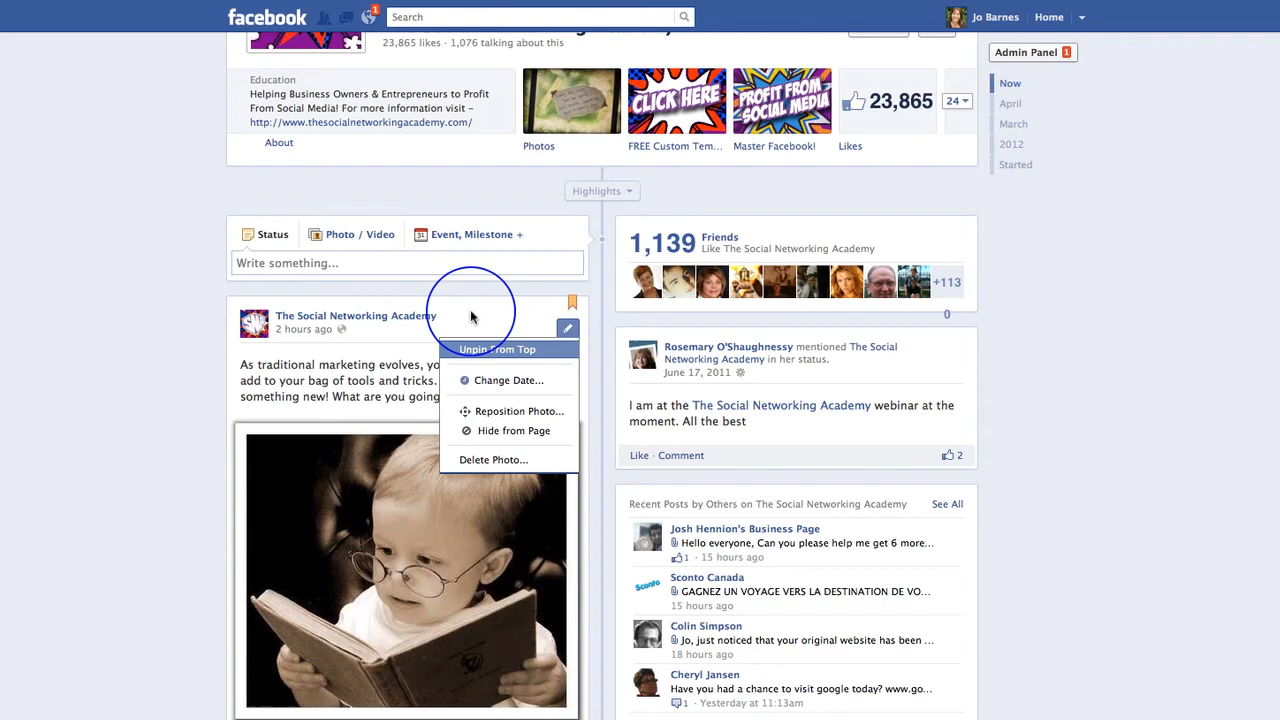 facebook
1
Search
Jo Barnes
Home
23,865 likes · 1,076 talking about this
Admin Panel 1
Education
Helping Business Owners & Entrepreneurs to Profit
From Social Media! For more information visit –
http://www.thesocialnetworkingacademy.com/
About
Photos
CLICK HERE
FREE Custom Tem...
PROFIT FROM SOCIAL MEDIA
Master Facebook!
23,865
Likes
24
Now
April
March
2012
Started
Highlights
Status
Photo / Video
31
Event, Milestone +
Write something...
1,139 Friends
Like The Social Networking Academy
+113
0
The Social Networking Academy
2 hours ago
As traditional marketing evolves, yo
add to your bag of tools and tricks.
something new! What are you going
Unpin From Top
Change Date...
Reposition Photo...
Hide from Page
Delete Photo...
Rosemary O'Shaughnessy mentioned The Social
Networking Academy in her status.
June 17, 2011
I am at the The Social Networking Academy webinar at the
moment. All the best
Like · Comment
2
Recent Posts by Others on The Social Networking Academy
See All
Josh Hennion's Business Page
Hello everyone, Can you please help me get 6 more...
1 · 15 hours ago
Sconto
Sconto Canada
GAGNEZ UN VOYAGE VERS LA DESTINATION DE VO...
15 hours ago
Colin Simpson
Jo, just noticed that your original website has been ...
18 hours ago
Cheryl Jansen
Have you had a chance to visit google today? www.go...
1 · Yesterday at 11:13am